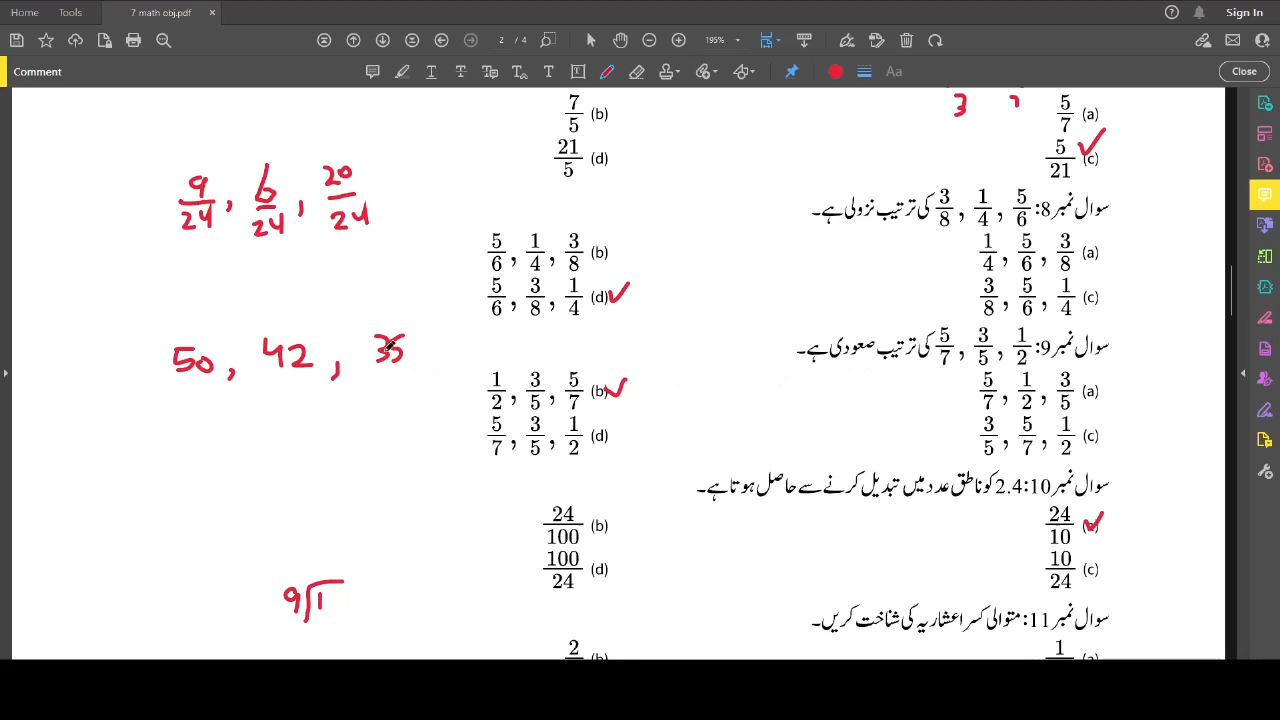 Home Tools 7 math obj.pdf × Sign In
2 / 4 195%
Comment Close
7/5 (b) 3 5/7 (a)
21/5 (d) 5/21 (c) ✓
9/24 , 6/24 , 20/24
سوال نمبر 8: 5/6 , 1/4 , 3/8 کی ترتیب نزولی ہے۔
5/6 , 1/4 , 3/8 (b) 1/4 , 5/6 , 3/8 (a)
5/6 , 3/8 , 1/4 (d) ✓ 3/8 , 5/6 , 1/4 (c)
50 , 42 , 35
سوال نمبر 9: 1/2 , 3/5 , 5/7 کی ترتیب صعودی ہے۔
1/2 , 3/5 , 5/7 (b) ✓ 5/7 , 1/2 , 3/5 (a)
5/7 , 3/5 , 1/2 (d) 3/5 , 5/7 , 1/2 (c)
سوال نمبر 10: 2.4 کو ناطق عدد میں تبدیل کرنے سے حاصل ہوتا ہے۔
24/100 (b) 24/10 (a) ✓
100/24 (d) 10/24 (c)
9√1
سوال نمبر 11: متوالی کسر اعشاریہ کی شناخت کریں۔
2 (b) 1 (a)